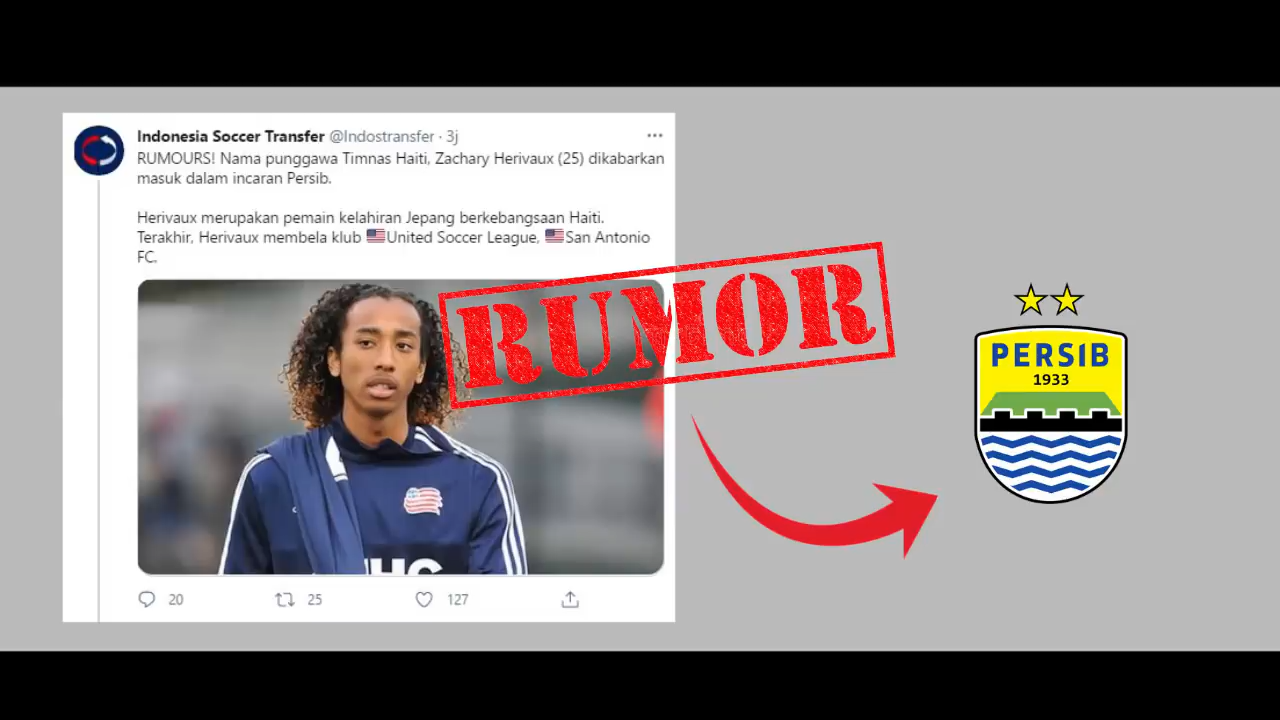 Indonesia Soccer Transfer @Indostransfer · 3j
RUMOURS! Nama punggawa Timnas Haiti, Zachary Herivaux (25) dikabarkan
masuk dalam incaran Persib.
Herivaux merupakan pemain kelahiran Jepang berkebangsaan Haiti.
Terakhir, Herivaux membela klub 🇺🇸United Soccer League, 🇺🇸San Antonio
FC.
RUMOR
PERSIB
1933
20 25 127